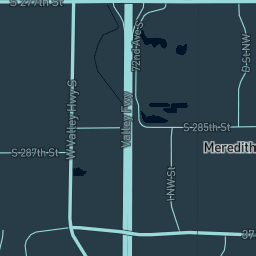 S 277th St
72nd Ave S
D St NW
W Valley Hwy S
Valley Fwy
S 285th St
S 287th St
Meredith
I NW St
37